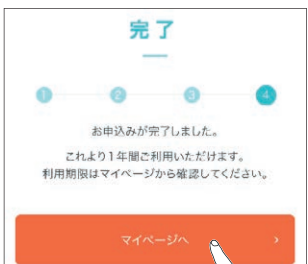 完了
1 2 3 4
お申込みが完了しました。
これより1年間ご利用いただけます。
利用期限はマイページから確認してください。
マイページへ